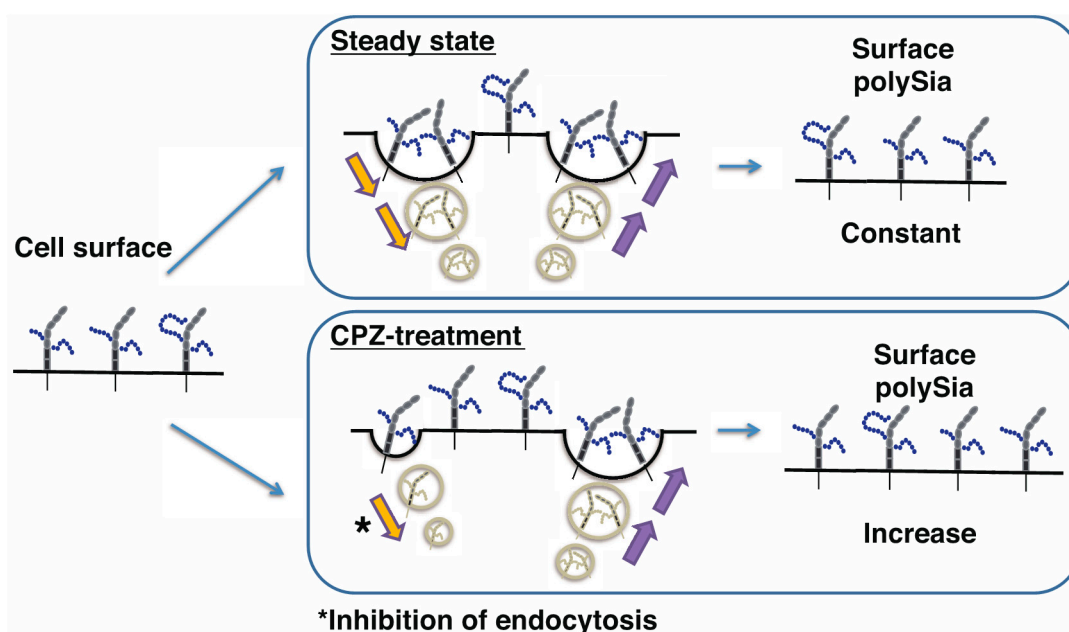 Steady state
Surface
polySia
Constant
Cell surface
CPZ-treatment
Surface
polySia
*
Increase
*Inhibition of endocytosis